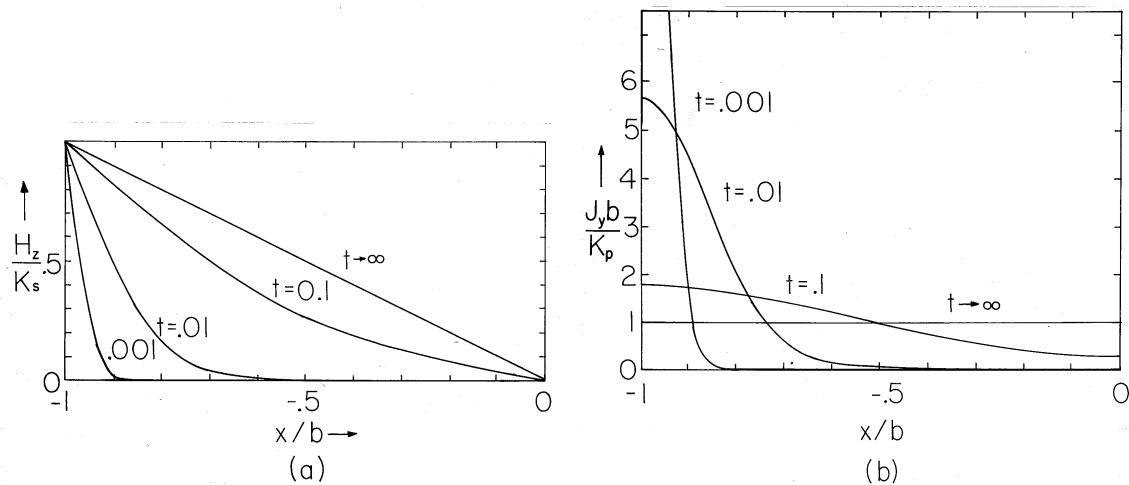 H_z
K_s
.5
0
t→∞
t=0.1
t=.01
.001
-1
-.5
0
x/b→
(a)
J_y b
K_p
6
5
4
3
2
1
0
t=.001
t=.01
t=.1
t→∞
-1
-.5
0
x/b
(b)